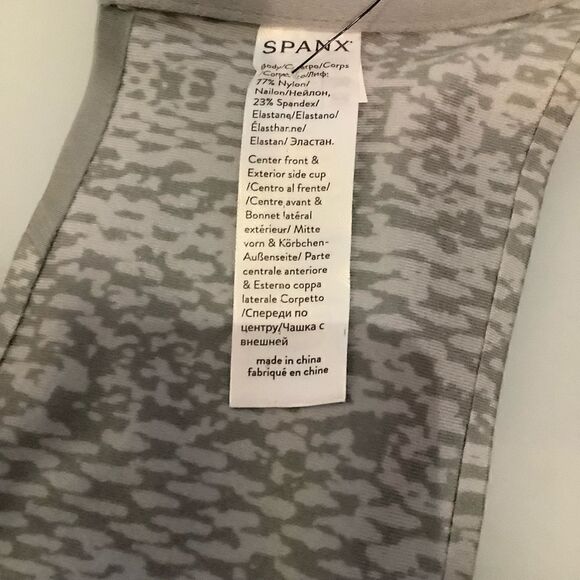 SPANX
Body/Cuerpo/Corps
77% Nylon/
Nailon/Нейлон,
23% Spandex/
Elastane/Elastano/
Élasthanne/
Elastan/ Эластан.
Center front &
Exterior side cup
/Centro al frente/
/Centre avant &
Bonnet latéral
extérieur/ Mitte
vorn & Körbchen-
Außenseite/ Parte
centrale anteriore
& Esterno coppa
laterale Corpetto
/Спереди по
центру/Чашка с
внешней
made in china
fabriqué en chine